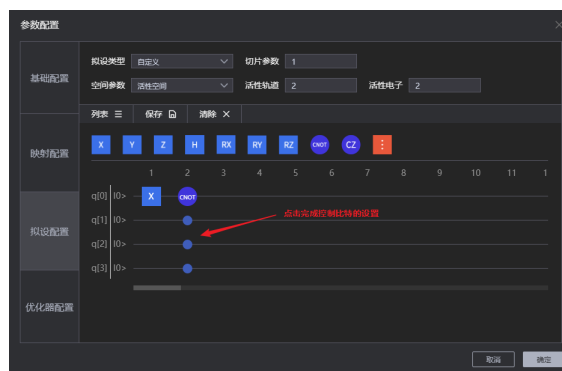 参数配置
基础配置
映射配置
拟设配置
优化器配置
拟设类型 自定义 切片参数 1
空间参数 活性空间 活性轨道 2 活性电子 2
列表 保存 清除
X Y Z H RX RY RZ CNOT CZ
1 2 3 4 5 6 7 8 9 10 11 1
q[0] |0> X CNOT
q[1] |0> 点击完成控制比特的设置
q[2] |0>
q[3] |0>
取消 确定